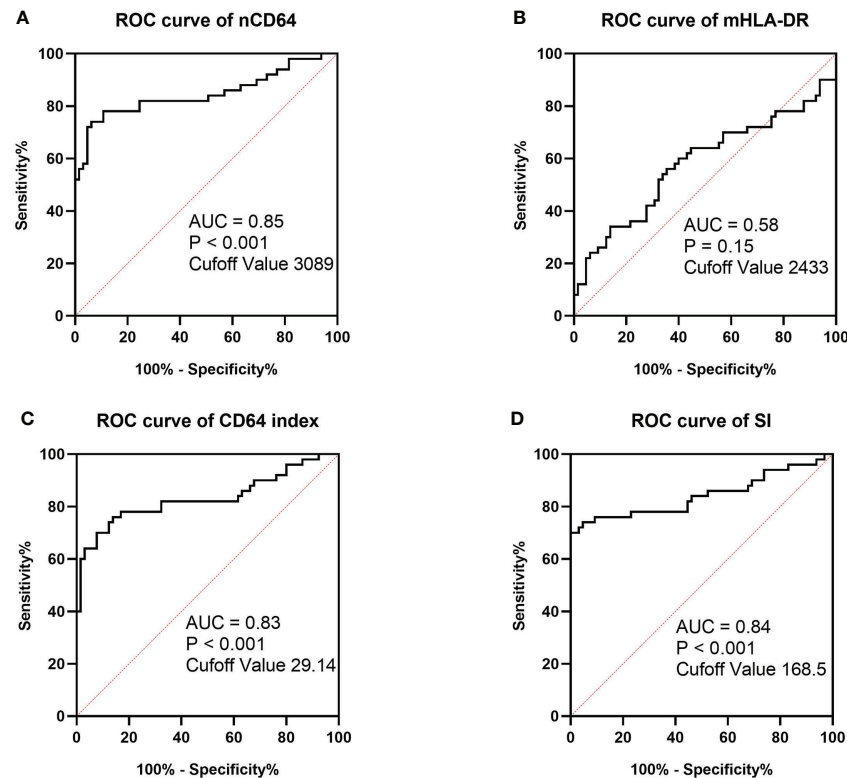 A
ROC curve of nCD64
100
80
60
40
20
0
Sensitivity%
AUC = 0.85
P < 0.001
Cufoff Value 3089
0 20 40 60 80 100
100% - Specificity%
B
ROC curve of mHLA-DR
100
80
60
40
20
0
Sensitivity%
AUC = 0.58
P = 0.15
Cufoff Value 2433
0 20 40 60 80 100
100% - Specificity%
C
ROC curve of CD64 index
100
80
60
40
20
0
Sensitivity%
AUC = 0.83
P < 0.001
Cufoff Value 29.14
0 20 40 60 80 100
100% - Specificity%
D
ROC curve of SI
100
80
60
40
20
0
Sensitivity%
AUC = 0.84
P < 0.001
Cufoff Value 168.5
0 20 40 60 80 100
100% - Specificity%